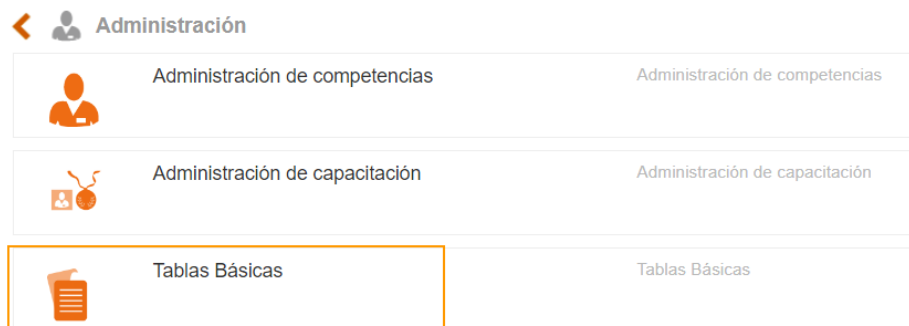 Administración
Administración de competencias Administración de competencias
Administración de capacitación Administración de capacitación
Tablas Básicas Tablas Básicas